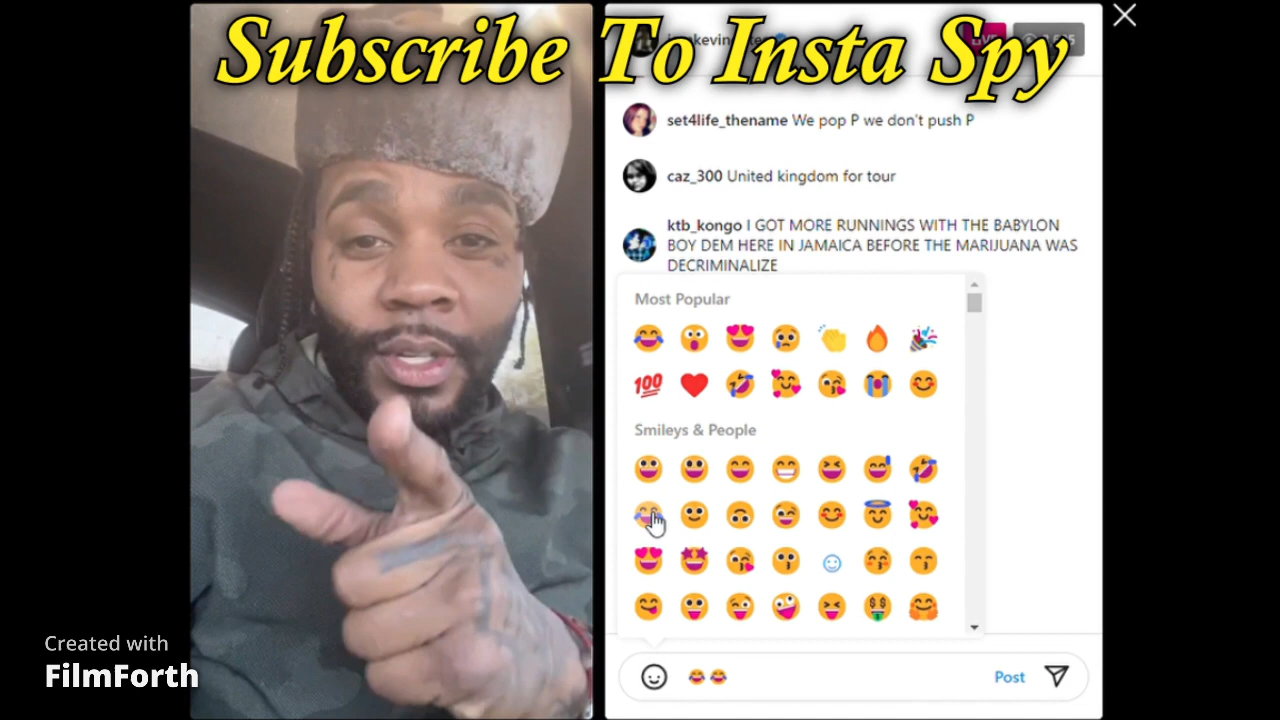 Subscribe To Insta Spy
set4life_thename We pop P we don't push P
caz_300 United kingdom for tour
ktb_kongo I GOT MORE RUNNINGS WITH THE BABYLON
BOY DEM HERE IN JAMAICA BEFORE THE MARIJUANA WAS
DECRIMINALIZE
Most Popular
100
Smileys & People
Post
Created with
FilmForth